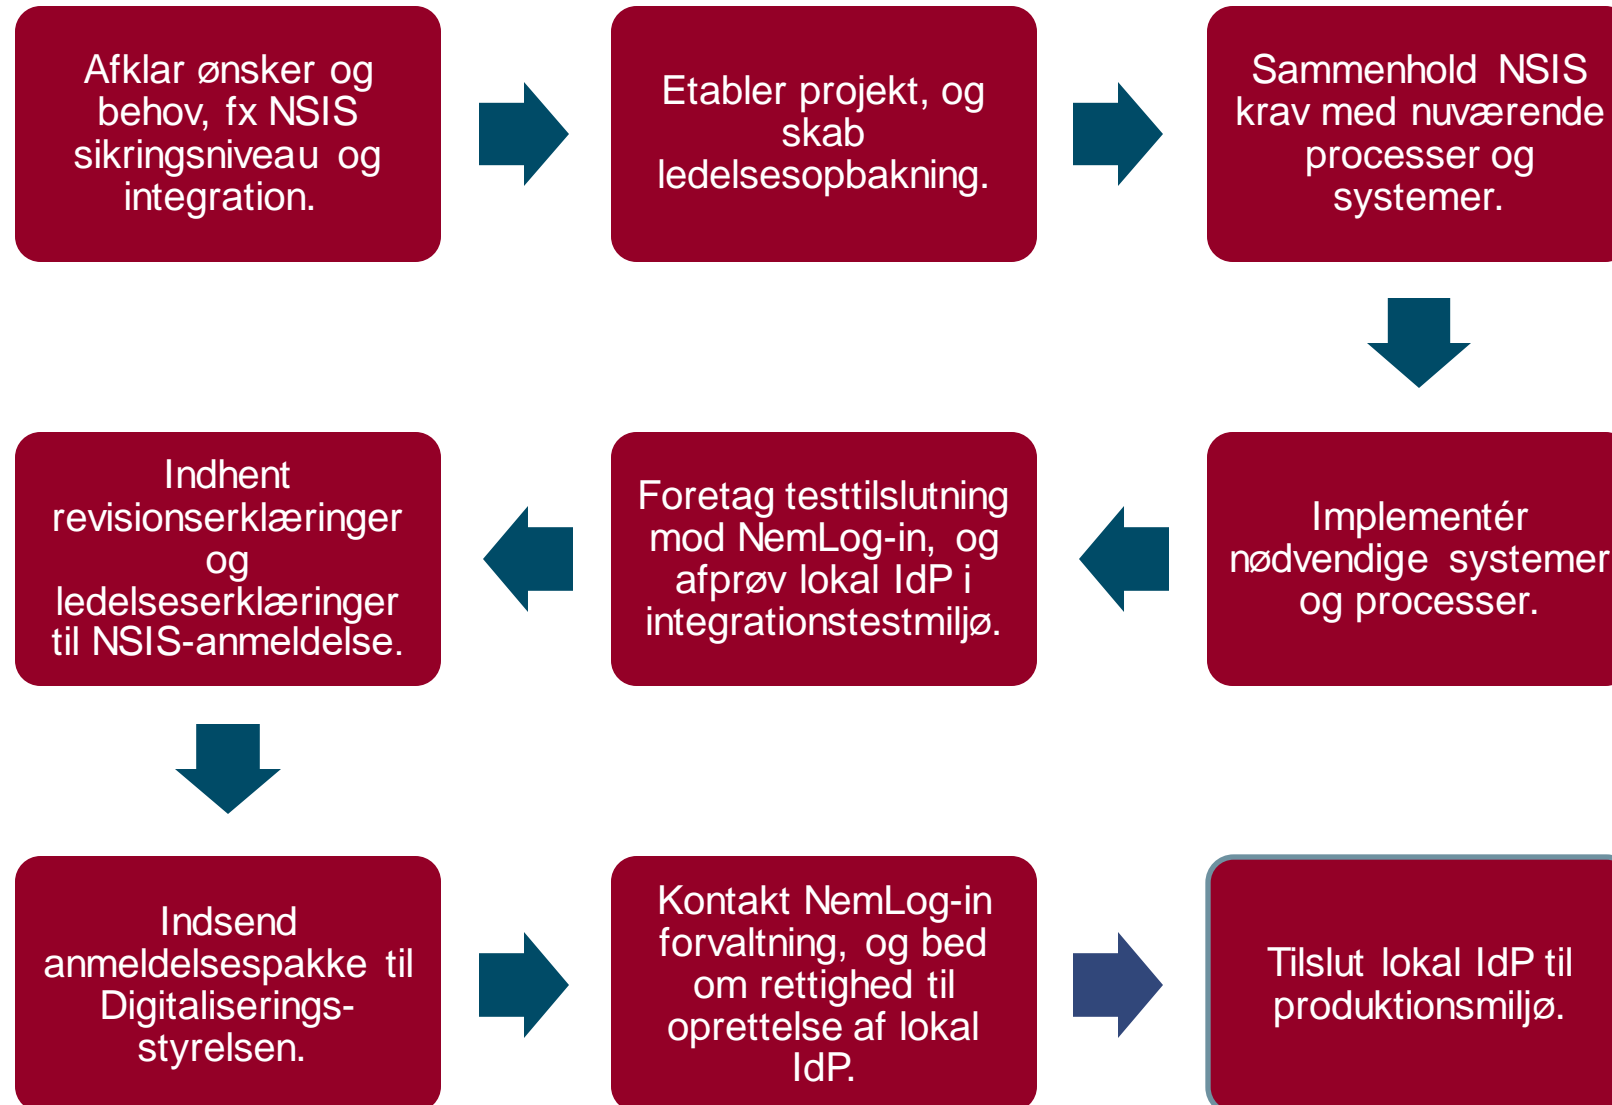 Afklar ønsker og
behov, fx NSIS
sikringsniveau og
integration.
Etabler projekt, og
skab
ledelsesopbakning.
Sammenhold NSIS
krav med nuværende
processer og
systemer.
Implementér
nødvendige systemer
og processer.
Foretag testtilslutning
mod NemLog-in, og
afprøv lokal IdP i
integrationstestmiljø.
Indhent
revisionserklæringer
og
ledelseserklæringer
til NSIS-anmeldelse.
Indsend
anmeldelsespakke til
Digitaliserings-
styrelsen.
Kontakt NemLog-in
forvaltning, og bed
om rettighed til
oprettelse af lokal
IdP.
Tilslut lokal IdP til
produktionsmiljø.